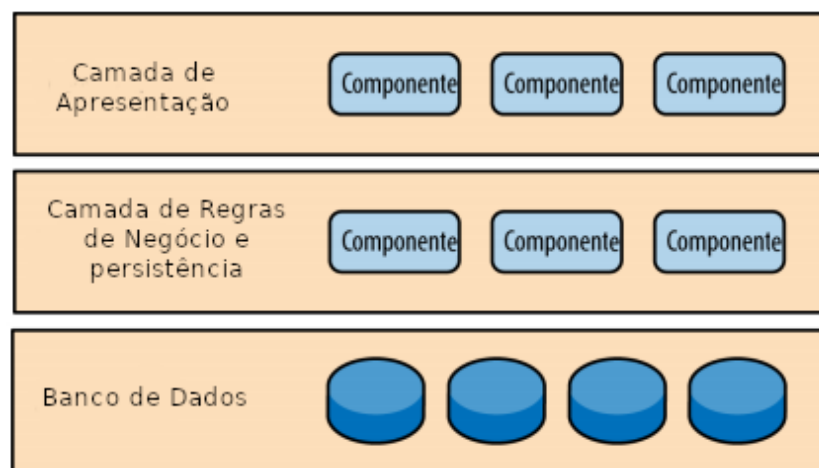 Camada de
Apresentação
Componente
Componente
Componente
Camada de Regras
de Negócio e
persistência
Componente
Componente
Componente
Banco de Dados